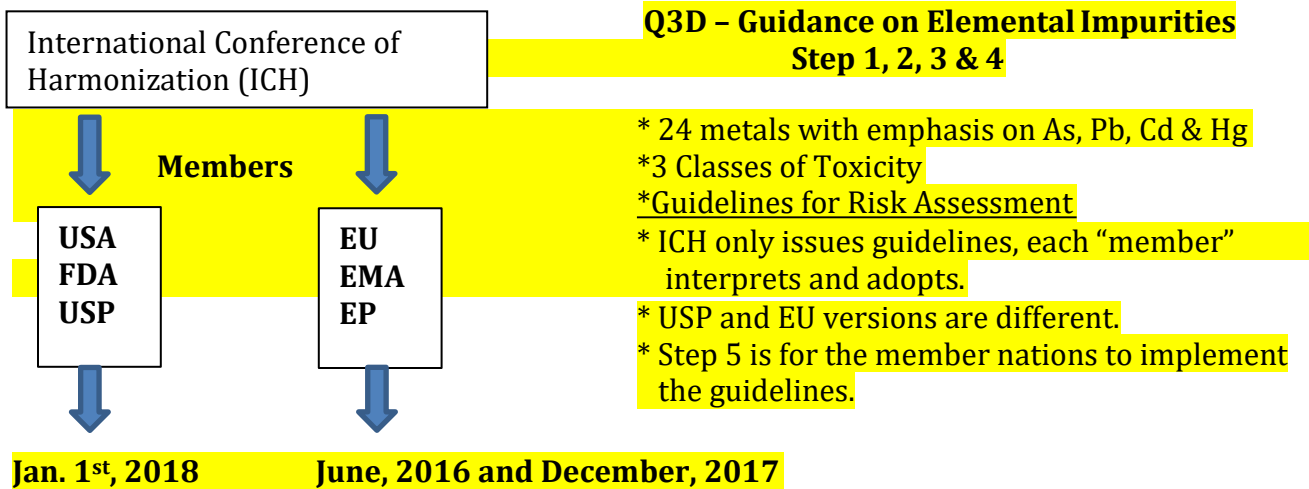 International Conference of
Harmonization (ICH)
Q3D – Guidance on Elemental Impurities
Step 1, 2, 3 & 4
Members
USA
FDA
USP
EU
EMA
EP
* 24 metals with emphasis on As, Pb, Cd & Hg
*3 Classes of Toxicity
*Guidelines for Risk Assessment
* ICH only issues guidelines, each “member”
interprets and adopts.
* USP and EU versions are different.
* Step 5 is for the member nations to implement
the guidelines.
Jan. 1st, 2018
June, 2016 and December, 2017